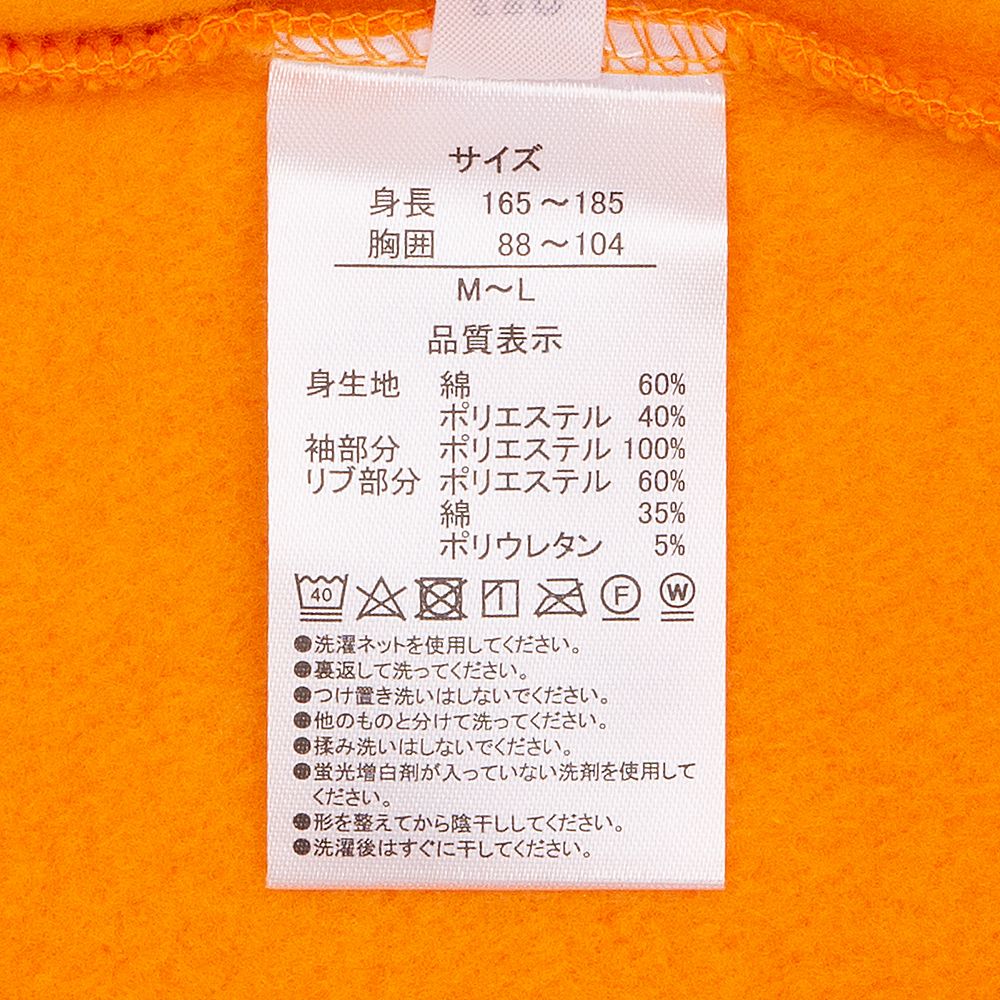 サイズ
身長 165～185
胸囲 88～104
M～L
品質表示
身生地 綿 60%
ポリエステル 40%
袖部分 ポリエステル 100%
リブ部分 ポリエステル 60%
綿 35%
ポリウレタン 5%
40 1 F W
●洗濯ネットを使用してください。
●裏返して洗ってください。
●つけ置き洗いはしないでください。
●他のものと分けて洗ってください。
●揉み洗いはしないでください。
●蛍光増白剤が入っていない洗剤を使用して
ください。
●形を整えてから陰干ししてください。
●洗濯後はすぐに干してください。